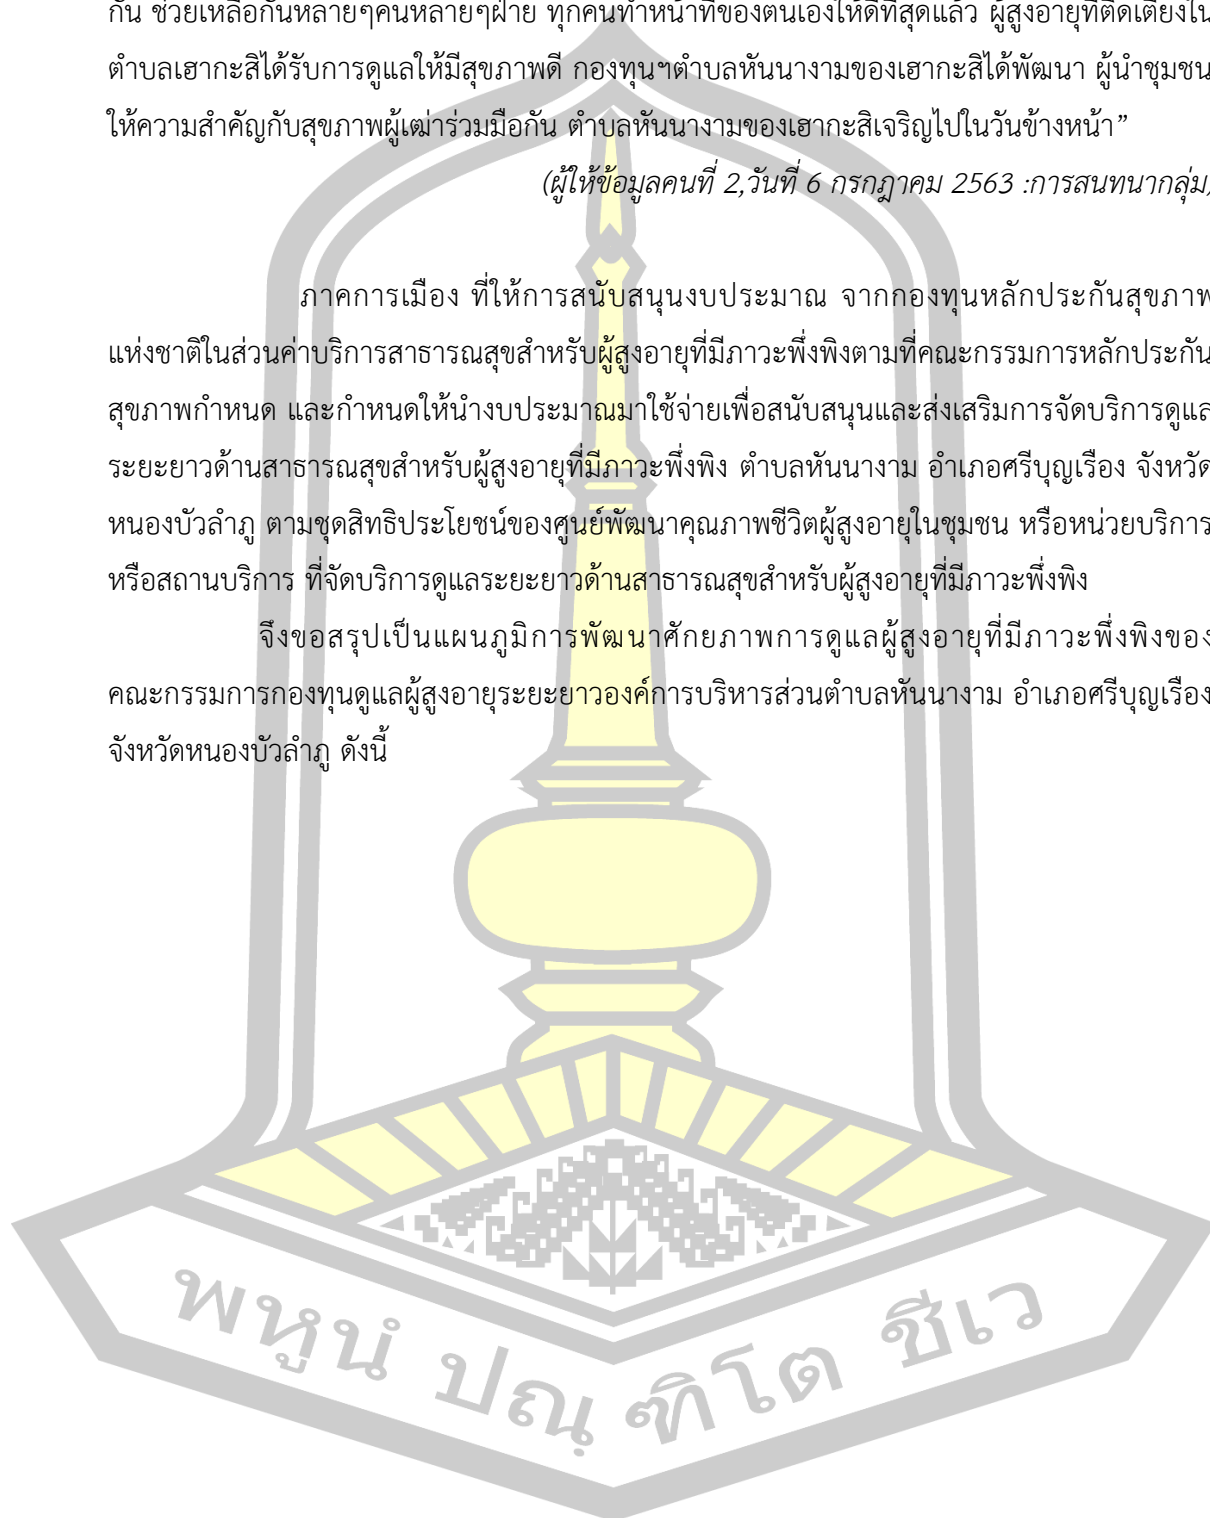 กัน ช่วยเหลือกันหลายๆคนหลายๆฝ่าย ทุกคนทำหน้าที่ของตนเองให้ดีที่สุดแล้ว ผู้สูงอายุที่ติดเตียงใน
ตำบลเฮากะสิได้รับการดูแลให้มีสุขภาพดี กองทุนฯตำบลหันนางามของเฮากะสิได้พัฒนา ผู้นำชุมชน
ให้ความสำคัญกับสุขภาพผู้เฒ่าร่วมมือกัน ตำบลหันนางามของเฮากะสิเจริญไปในวันข้างหน้า”
(ผู้ให้ข้อมูลคนที่ 2,วันที่ 6 กรกฎาคม 2563 :การสนทนากลุ่ม)
ภาคการเมือง ที่ให้การสนับสนุนงบประมาณ จากกองทุนหลักประกันสุขภาพ
แห่งชาติในส่วนค่าบริการสาธารณสุขสำหรับผู้สูงอายุที่มีภาวะพึ่งพิงตามที่คณะกรรมการหลักประกัน
สุขภาพกำหนด และกำหนดให้นำงบประมาณมาใช้จ่ายเพื่อสนับสนุนและส่งเสริมการจัดบริการดูแล
ระยะยาวด้านสาธารณสุขสำหรับผู้สูงอายุที่มีภาวะพึ่งพิง ตำบลหันนางาม อำเภอศรีบุญเรือง จังหวัด
หนองบัวลำภู ตามชุดสิทธิประโยชน์ของศูนย์พัฒนาคุณภาพชีวิตผู้สูงอายุในชุมชน หรือหน่วยบริการ
หรือสถานบริการ ที่จัดบริการดูแลระยะยาวด้านสาธารณสุขสำหรับผู้สูงอายุที่มีภาวะพึ่งพิง
จึงขอสรุปเป็นแผนภูมิการพัฒนาศักยภาพการดูแลผู้สูงอายุที่มีภาวะพึ่งพิงของ
คณะกรรมการกองทุนดูแลผู้สูงอายุระยะยาวองค์การบริหารส่วนตำบลหันนางาม อำเภอศรีบุญเรือง
จังหวัดหนองบัวลำภู ดังนี้
พหูนํ ปณฺฑิโต ชีเว